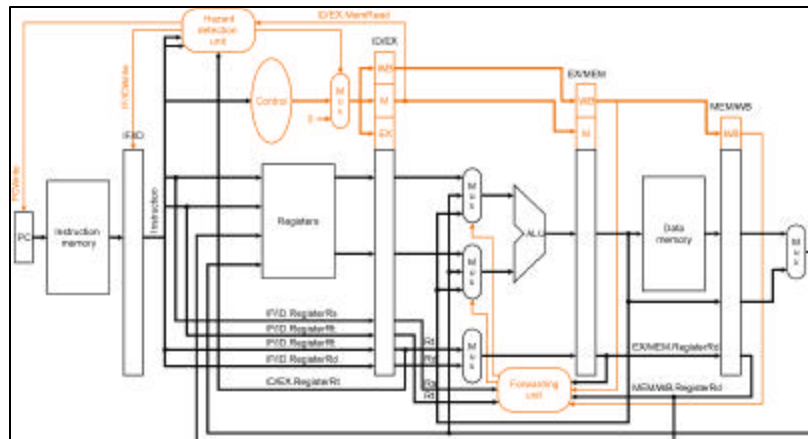 Hazard
detection
unit
ID/EX.MemRead
ID/EX
IF/IDWrite
PCWrite
Control
M
u
x
0
WB
M
EX
EX/MEM
WB
M
MEM/WB
WB
IF/ID
PC
Instruction
memory
Instruction
Registers
M
u
x
M
u
x
ALU
Data
memory
M
u
x
IF/ID.RegisterRs
IF/ID.RegisterRt
IF/ID.RegisterRt
IF/ID.RegisterRd
ID/EX.RegisterRt
Rt
Rd
Rs
Rt
M
u
x
EX/MEM.RegisterRd
Forwarding
unit
MEM/WB.RegisterRd